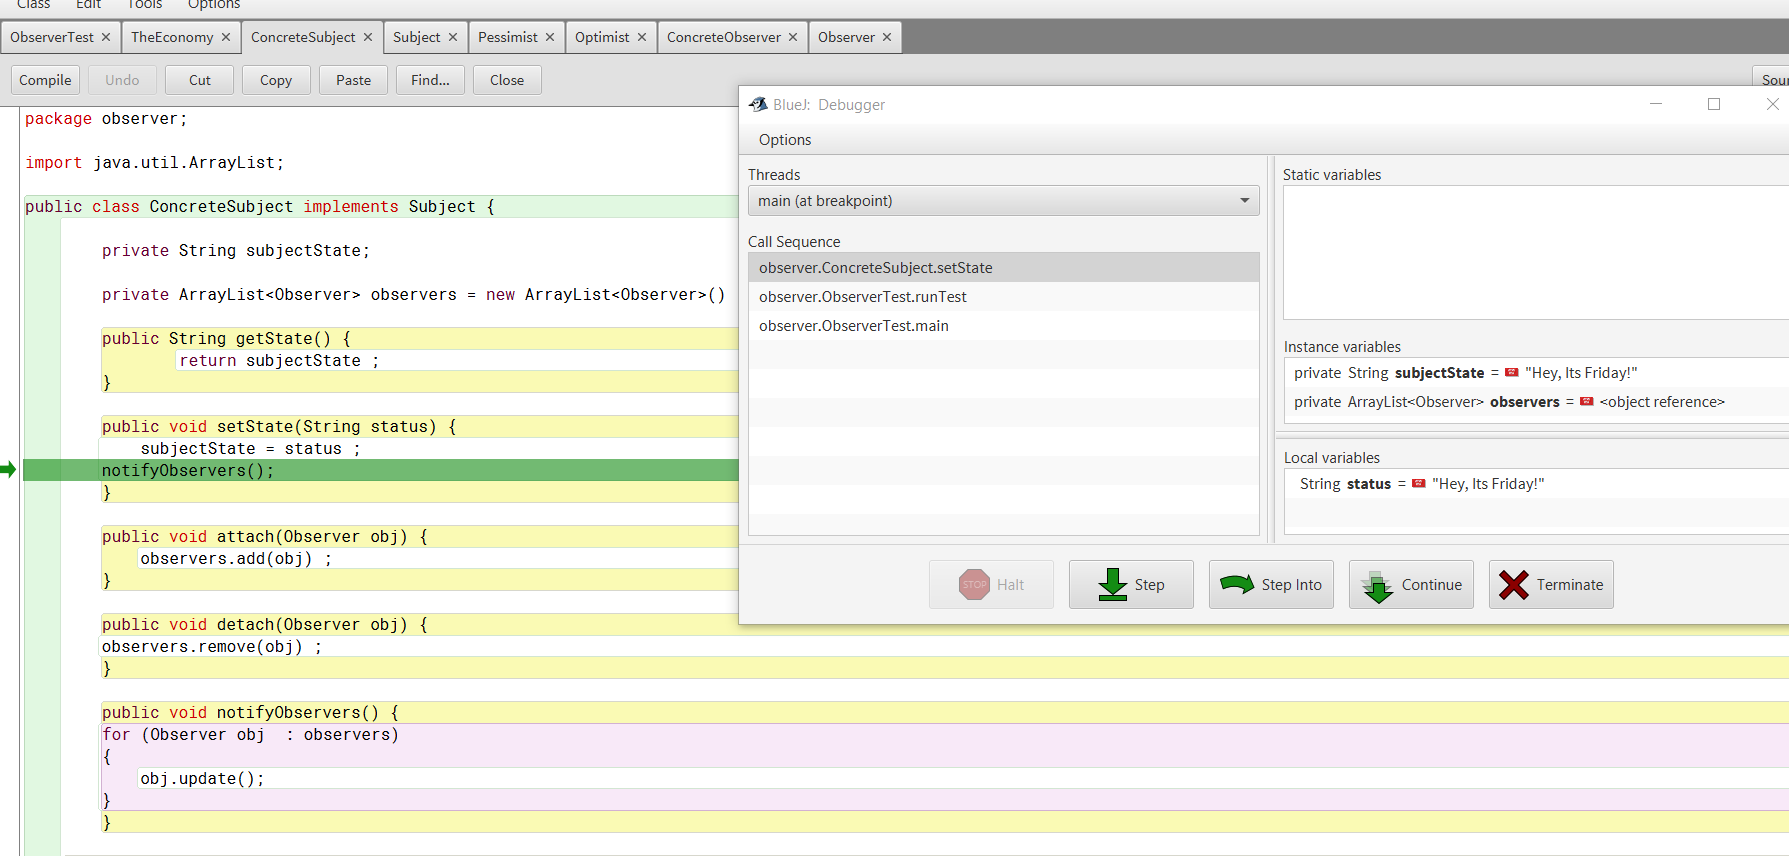 Class Edit Tools Options
ObserverTest × TheEconomy × ConcreteSubject × Subject × Pessimist × Optimist × ConcreteObserver × Observer ×
Compile Undo Cut Copy Paste Find... Close
package observer;
import java.util.ArrayList;
public class ConcreteSubject implements Subject {
private String subjectState;
private ArrayList<Observer> observers = new ArrayList<Observer>()
public String getState() {
return subjectState ;
}
public void setState(String status) {
subjectState = status ;
notifyObservers();
}
public void attach(Observer obj) {
observers.add(obj) ;
}
public void detach(Observer obj) {
observers.remove(obj) ;
}
public void notifyObservers() {
for (Observer obj  : observers)
{
obj.update();
}
}
BlueJ: Debugger
Options
Threads
main (at breakpoint)
Call Sequence
observer.ConcreteSubject.setState
observer.ObserverTest.runTest
observer.ObserverTest.main
Static variables
Instance variables
private String subjectState = "Hey, Its Friday!"
private ArrayList<Observer> observers = <object reference>
Local variables
String status = "Hey, Its Friday!"
STOP Halt Step Step Into Continue Terminate